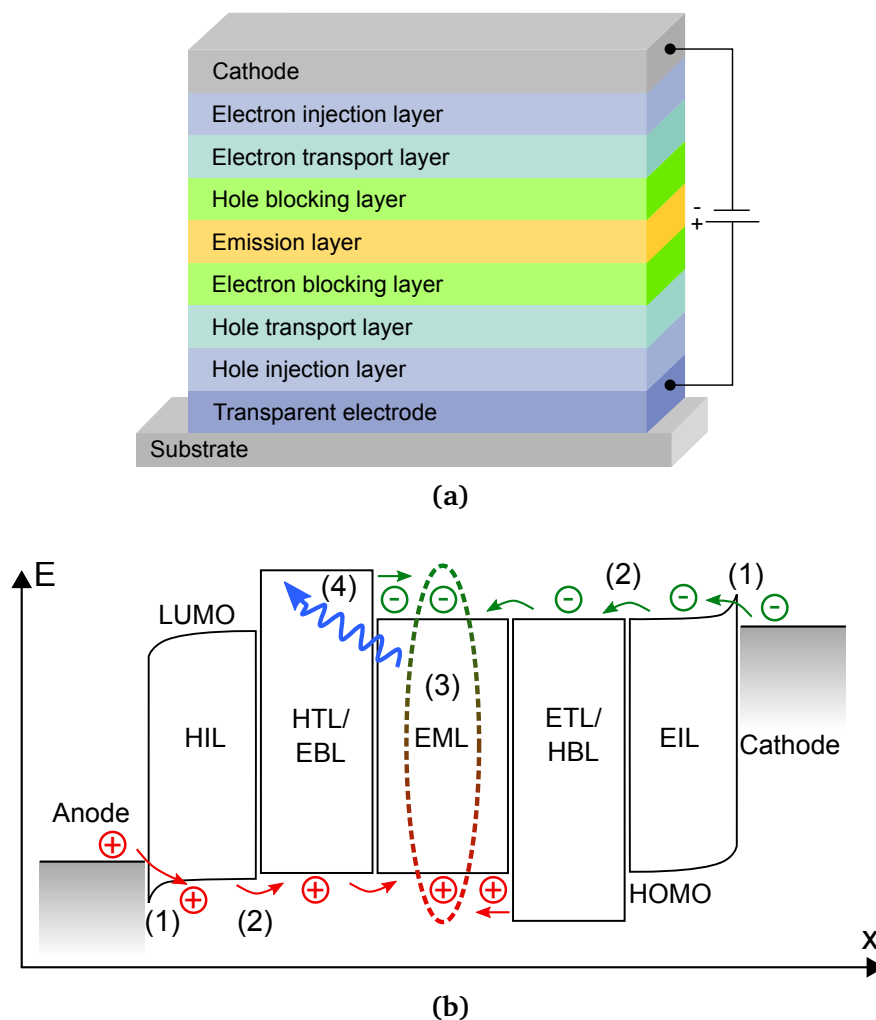 Cathode
Electron injection layer
Electron transport layer
Hole blocking layer
Emission layer
Electron blocking layer
Hole transport layer
Hole injection layer
Transparent electrode
Substrate
-
+
(a)
E
LUMO
(4)
(2)
(1)
(3)
HTL/
EBL
HIL
EML
ETL/
HBL
EIL
Cathode
Anode
(1)
(2)
HOMO
x
(b)